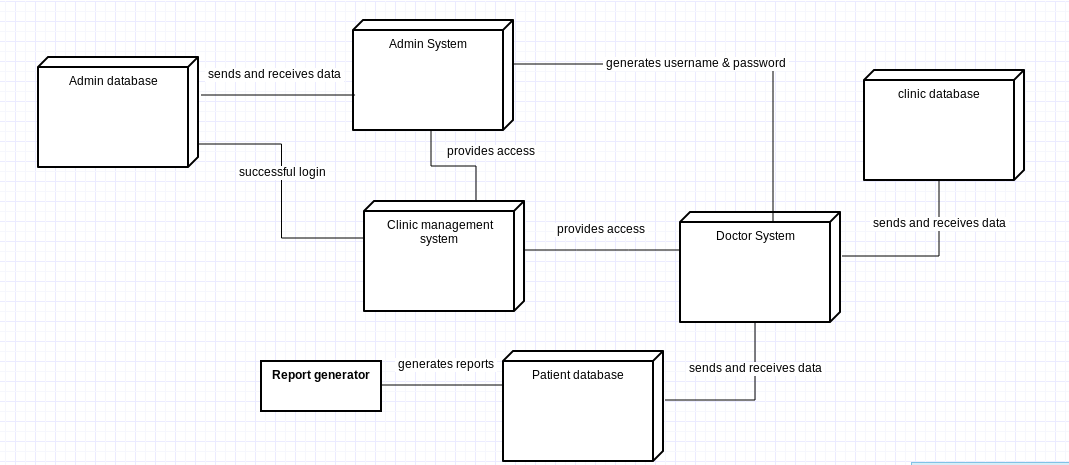 Admin System
Admin database
sends and receives data
generates username & password
clinic database
provides access
successful login
Clinic management
system
provides access
Doctor System
sends and receives data
Report generator
generates reports
Patient database
sends and receives data